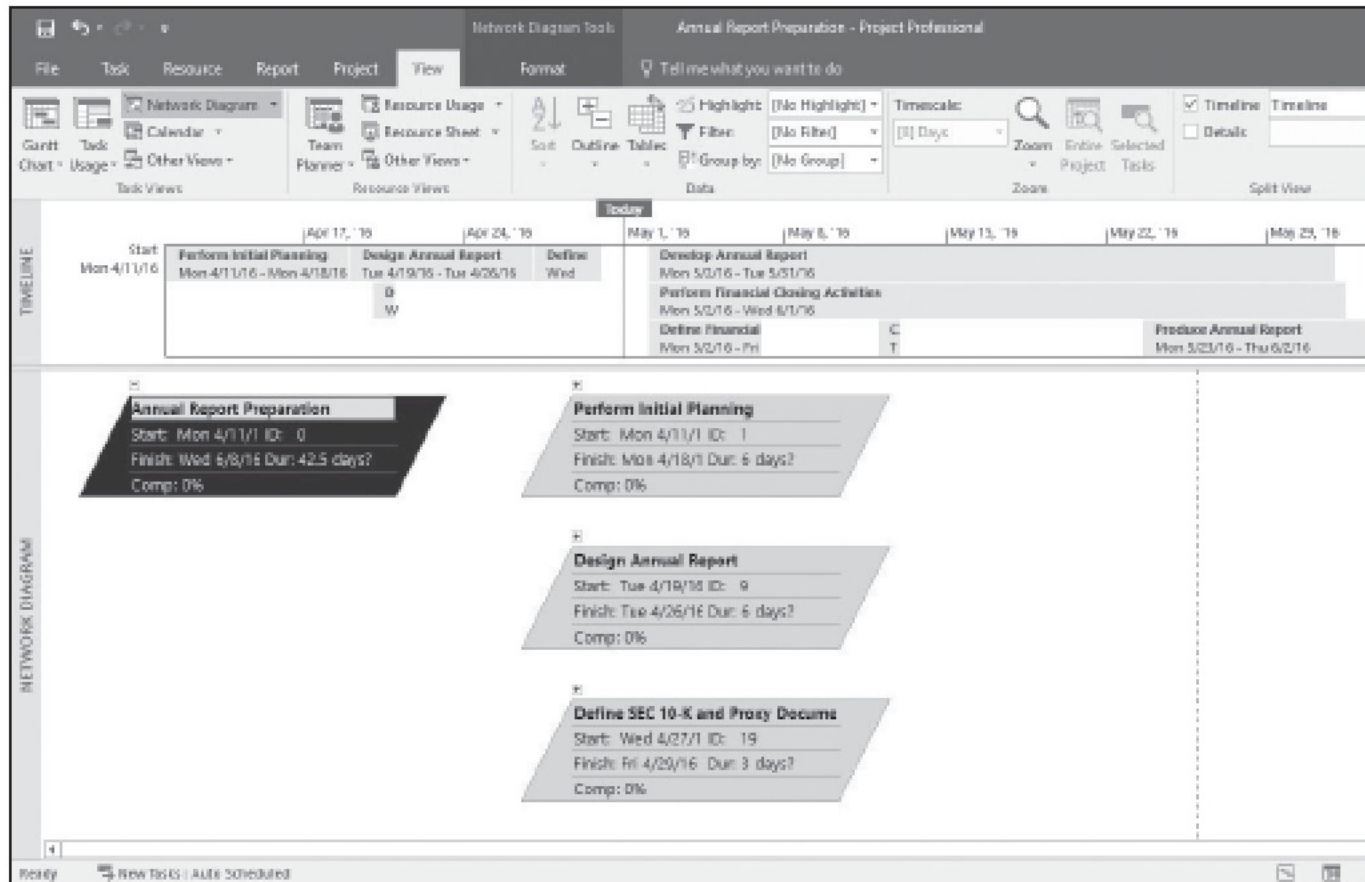 Network Diagram Tools
Annual Report Preparation - Project Professional
File Task Resource Report Project View Format Tell me what you want to do
Gantt Chart
Task Usage
Network Diagram
Calendar
Other Views
Task Views
Team Planner
Resource Usage
Resource Sheet
Other Views
Resource Views
Sort
Outline
Tables
Highlight: [No Highlight]
Filter: [No Filter]
Group by: [No Group]
Data
Timescale:
[8] Days
Zoom
Entire Project
Selected Tasks
Zoom
Timeline Timeline
Details
Split View
TIMELINE
Today
Apr 17, '16 Apr 24, '16 May 1, '16 May 8, '16 May 15, '16 May 22, '16 May 29, '16
Start
Mon 4/11/16
Perform Initial Planning
Mon 4/11/16 - Mon 4/18/16
Design Annual Report
Tue 4/19/16 - Tue 4/26/16
Define
Wed
Develop Annual Report
Mon 5/2/16 - Tue 5/31/16
D
W
Perform Financial Closing Activities
Mon 5/2/16 - Wed 6/1/16
Define Financial
Mon 5/2/16 - Fri
C
T
Produce Annual Report
Mon 5/23/16 - Thu 6/2/16
NETWORK DIAGRAM
Annual Report Preparation
Start: Mon 4/11/1 ID: 0
Finish: Wed 6/8/16 Dur: 42.5 days?
Comp: 0%
Perform Initial Planning
Start: Mon 4/11/1 ID: 1
Finish: Mon 4/18/1 Dur: 6 days?
Comp: 0%
Design Annual Report
Start: Tue 4/19/16 ID: 9
Finish: Tue 4/26/16 Dur: 6 days?
Comp: 0%
Define SEC 10-K and Proxy Docume
Start: Wed 4/27/1 ID: 19
Finish: Fri 4/29/16 Dur: 3 days?
Comp: 0%
Ready New Tasks : Auto Scheduled